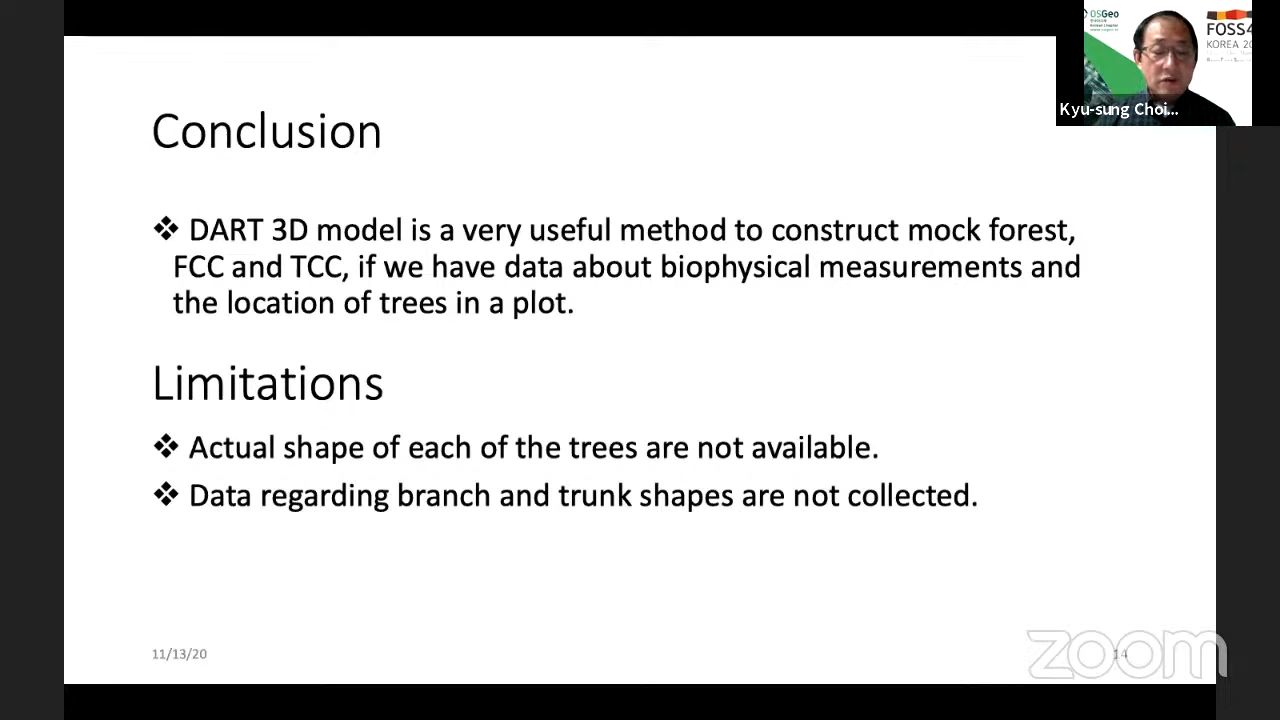 Conclusion
❖ DART 3D model is a very useful method to construct mock forest,
FCC and TCC, if we have data about biophysical measurements and
the location of trees in a plot.
Limitations
❖ Actual shape of each of the trees are not available.
❖ Data regarding branch and trunk shapes are not collected.
11/13/20
14
zoom
OSGeo
FOSS4
KOREA 20
Kyu-sung Choi...